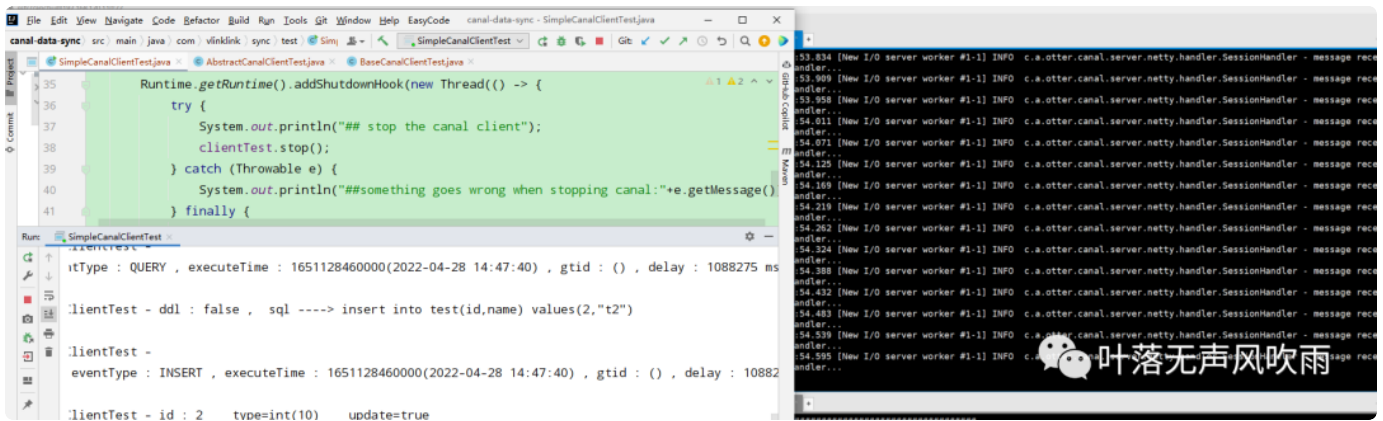 File Edit View Navigate Code Refactor Build Run Tools Git Window Help EasyCode canal-data-sync - SimpleCanalClientTest.java
canal-data-sync src main java com vlinklink sync test Simp SimpleCanalClientTest Git:
Project
Commit
SimpleCanalClientTest.java AbstractCanalClientTest.java BaseCanalClientTest.java
1 2
35 Runtime.getRuntime().addShutdownHook(new Thread(() -> {
36 try {
37 System.out.println("## stop the canal client");
38 clientTest.stop();
39 } catch (Throwable e) {
40 System.out.println("##something goes wrong when stopping canal:"+e.getMessage()
41 } finally {
GitHub Copilot
Maven
Run: SimpleCanalClientTest
ClientTest -
ntType : QUERY , executeTime : 1651128460000(2022-04-28 14:47:40) , gtid : () , delay : 1088275 ms
ClientTest - ddl : false , sql ----> insert into test(id,name) values(2,"t2")
ClientTest -
eventType : INSERT , executeTime : 1651128460000(2022-04-28 14:47:40) , gtid : () , delay : 10882
ClientTest - id : 2 type=int(10) update=true
:53.834 [New I/O server worker #1-1] INFO c.a.otter.canal.server.netty.handler.SessionHandler - message rece
andler...
:53.909 [New I/O server worker #1-1] INFO c.a.otter.canal.server.netty.handler.SessionHandler - message rece
andler...
:53.958 [New I/O server worker #1-1] INFO c.a.otter.canal.server.netty.handler.SessionHandler - message rece
andler...
:54.011 [New I/O server worker #1-1] INFO c.a.otter.canal.server.netty.handler.SessionHandler - message rece
andler...
:54.071 [New I/O server worker #1-1] INFO c.a.otter.canal.server.netty.handler.SessionHandler - message rece
andler...
:54.125 [New I/O server worker #1-1] INFO c.a.otter.canal.server.netty.handler.SessionHandler - message rece
andler...
:54.169 [New I/O server worker #1-1] INFO c.a.otter.canal.server.netty.handler.SessionHandler - message rece
andler...
:54.219 [New I/O server worker #1-1] INFO c.a.otter.canal.server.netty.handler.SessionHandler - message rece
andler...
:54.262 [New I/O server worker #1-1] INFO c.a.otter.canal.server.netty.handler.SessionHandler - message rece
andler...
:54.324 [New I/O server worker #1-1] INFO c.a.otter.canal.server.netty.handler.SessionHandler - message rece
andler...
:54.388 [New I/O server worker #1-1] INFO c.a.otter.canal.server.netty.handler.SessionHandler - message rece
andler...
:54.432 [New I/O server worker #1-1] INFO c.a.otter.canal.server.netty.handler.SessionHandler - message rece
andler...
:54.483 [New I/O server worker #1-1] INFO c.a.otter.canal.server.netty.handler.SessionHandler - message rece
andler...
:54.539 [New I/O server worker #1-1] INFO c.a.otter.canal.server.netty.handler.SessionHandler - message rece
andler...
:54.595 [New I/O server worker #1-1] INFO c.a.otter.canal.server.netty.handler.SessionHandler - message rece
andler...
叶落无声风吹雨